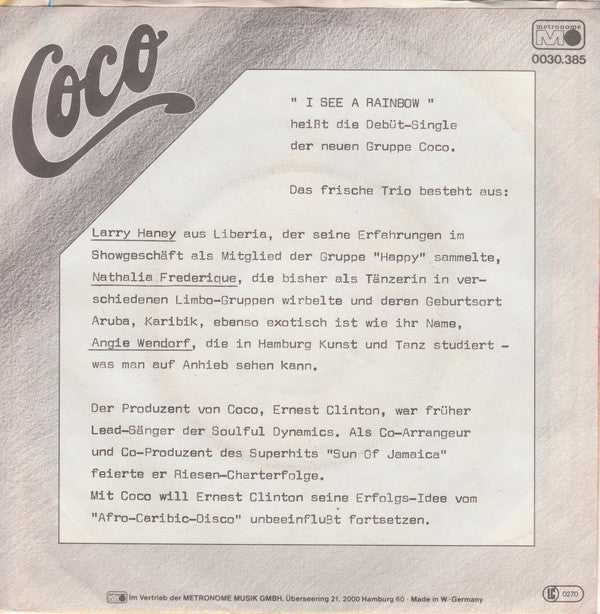 Coco
metronome
M
0030.385
" I SEE A RAINBOW "
heißt die Debüt-Single
der neuen Gruppe Coco.
Das frische Trio besteht aus:
Larry Haney aus Liberia, der seine Erfahrungen im
Showgeschäft als Mitglied der Gruppe "Happy" sammelte,
Nathalia Frederique, die bisher als Tänzerin in ver-
schiedenen Limbo-Gruppen wirbelte und deren Geburtsort
Aruba, Karibik, ebenso exotisch ist wie ihr Name,
Angie Wendorf, die in Hamburg Kunst und Tanz studiert -
was man auf Anhieb sehen kann.
Der Produzent von Coco, Ernest Clinton, war früher
Lead-Sänger der Soulful Dynamics. Als Co-Arrangeur
und Co-Produzent des Superhits "Sun Of Jamaica"
feierte er Riesen-Charterfolge.
Mit Coco will Ernest Clinton seine Erfolgs-Idee vom
"Afro-Caribic-Disco" unbeeinflußt fortsetzen.
M Im Vertrieb der METRONOME MUSIK GMBH, Überseering 21, 2000 Hamburg 60 · Made in W.-Germany
LC 0270